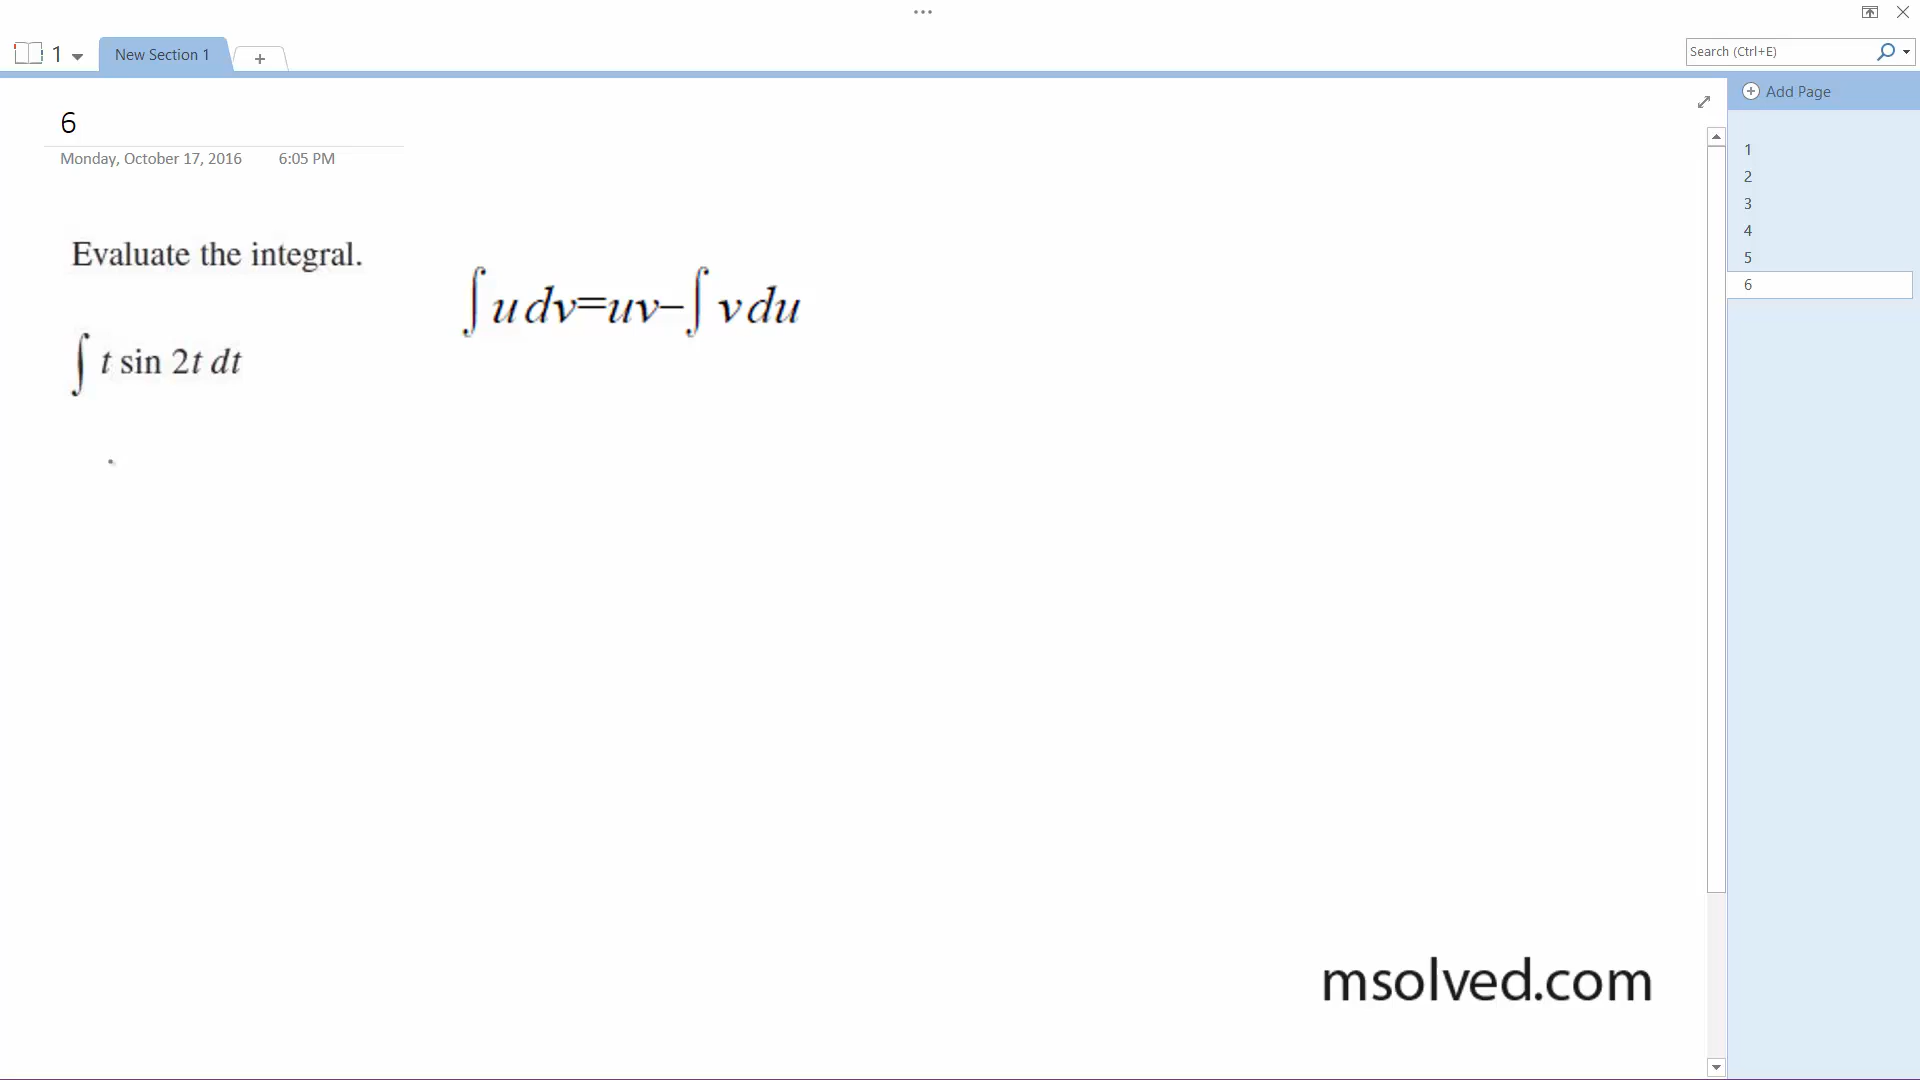 ...
1
New Section 1
+
Search (Ctrl+E)
Add Page
6
Monday, October 17, 2016 6:05 PM
Evaluate the integral.
∫ u dv=uv–∫ v du
∫ t sin 2t dt
1
2
3
4
5
6
msolved.com